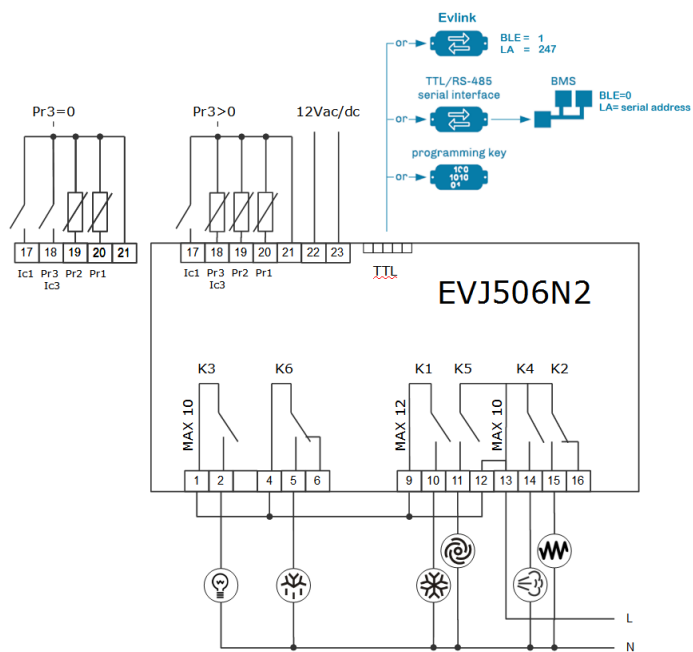 Evlink
or
BLE = 1
LA = 247
TTL/RS-485
serial interface
BMS
or
BLE=0
LA= serial address
programming key
or
1 0
1010
0
Pr3=0
Pr3>0
12Vac/dc
17 18 19 20 21
Ic1 Pr3 Pr2 Pr1
Ic3
17 18 19 20 21 22 23
Ic1 Pr3 Pr2 Pr1
Ic3
TTL
EVJ506N2
K3 K6 K1 K5 K4 K2
MAX 10
MAX 12
MAX 10
1 2 4 5 6 9 10 11 12 13 14 15 16
L
N